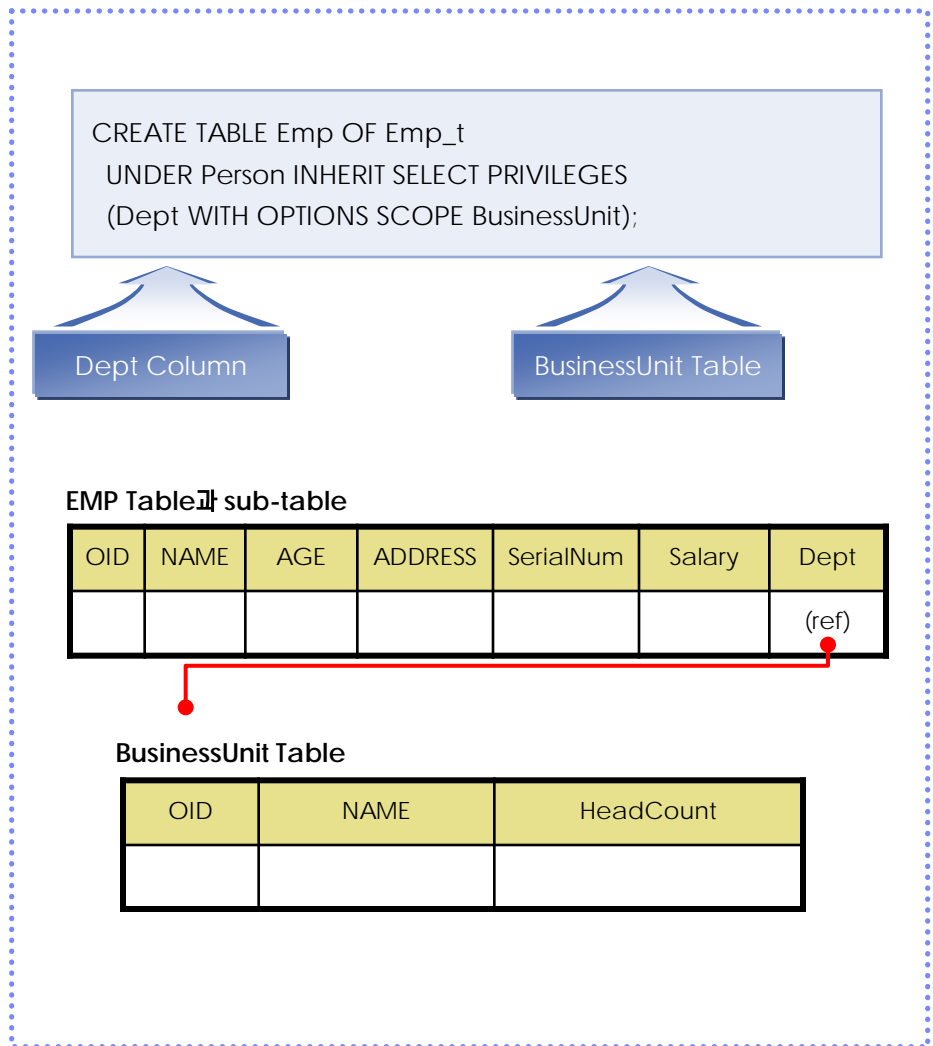 CREATE TABLE Emp OF Emp_t
UNDER Person INHERIT SELECT PRIVILEGES
(Dept WITH OPTIONS SCOPE BusinessUnit);
Dept Column
BusinessUnit Table
EMP Table과 sub-table
OID NAME AGE ADDRESS SerialNum Salary Dept
(ref)
BusinessUnit Table
OID NAME HeadCount